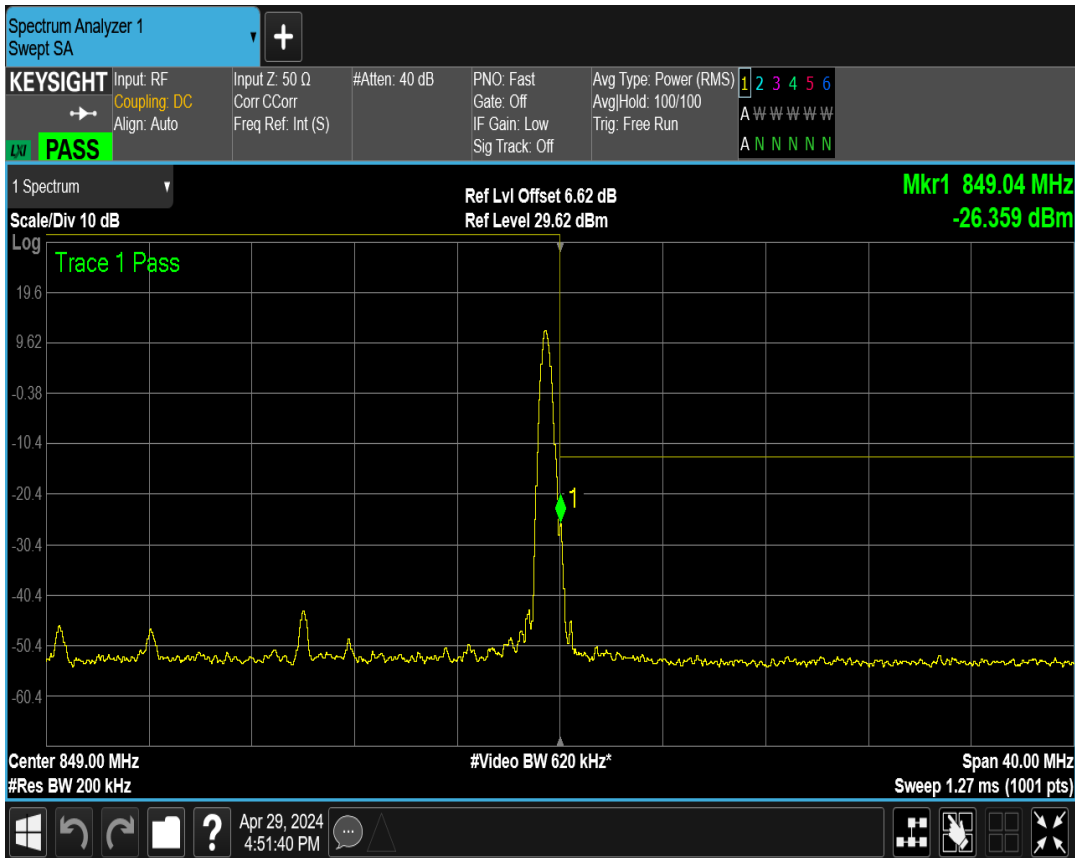 Spectrum Analyzer 1
Swept SA
+
KEYSIGHT
LXI PASS
Input: RF
Coupling: DC
Align: Auto
Input Z: 50 Ω
Corr CCorr
Freq Ref: Int (S)
#Atten: 40 dB
PNO: Fast
Gate: Off
IF Gain: Low
Sig Track: Off
Avg Type: Power (RMS)
Avg|Hold: 100/100
Trig: Free Run
1 2 3 4 5 6
A W W W W W
A N N N N N
1 Spectrum
Scale/Div 10 dB
Ref Lvl Offset 6.62 dB
Ref Level 29.62 dBm
Mkr1 849.04 MHz
-26.359 dBm
Log
Trace 1 Pass
19.6
9.62
-0.38
-10.4
-20.4
1
-30.4
-40.4
-50.4
-60.4
Center 849.00 MHz
#Video BW 620 kHz*
Span 40.00 MHz
#Res BW 200 kHz
Sweep 1.27 ms (1001 pts)
?
Apr 29, 2024
4:51:40 PM